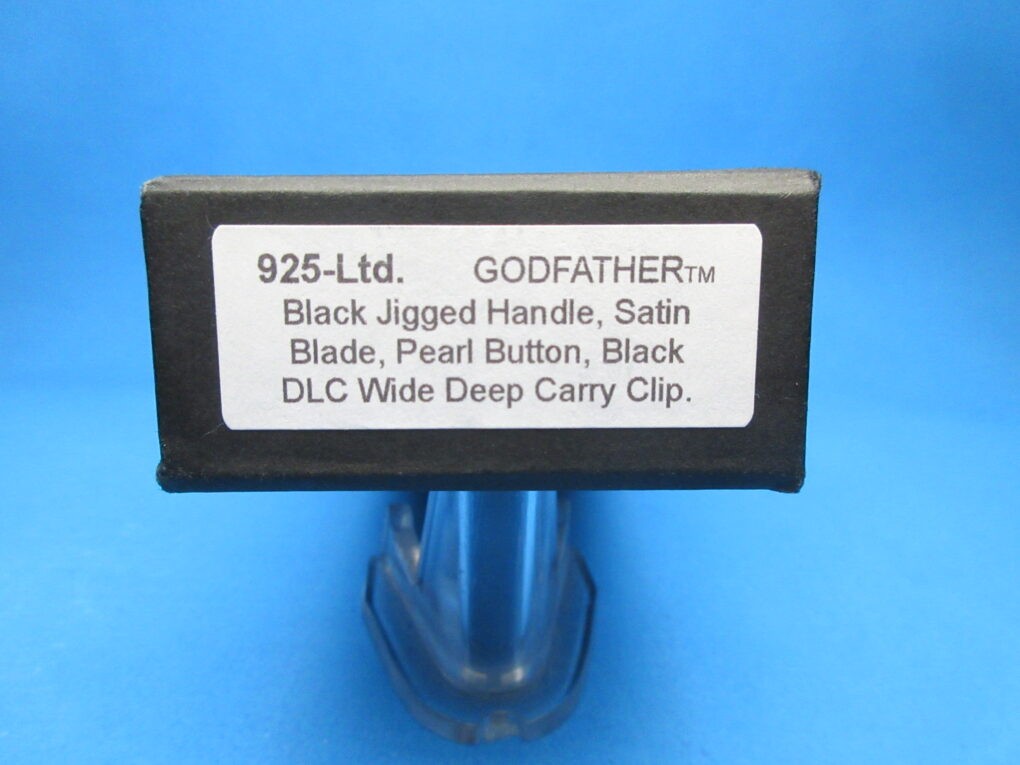 925-Ltd. GODFATHER™
Black Jigged Handle, Satin
Blade, Pearl Button, Black
DLC Wide Deep Carry Clip.